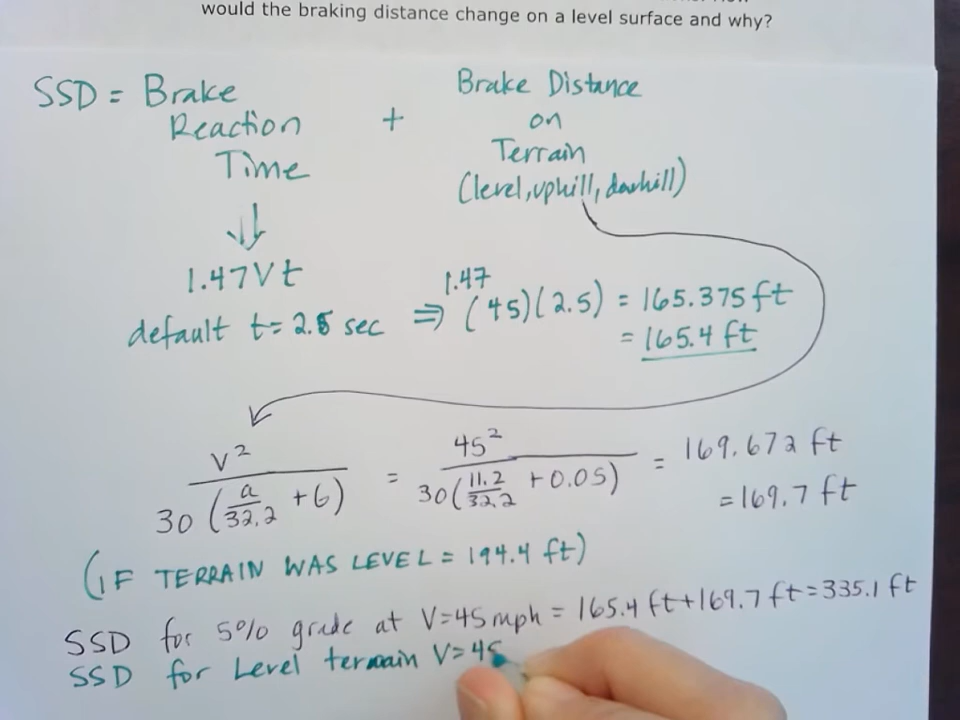 would the braking distance change on a level surface and why?
SSD = Brake Reaction Time + Brake Distance on Terrain (level, uphill, downhill)
1.47Vt
default t = 2.5 sec ⇒ 1.47 (45)(2.5) = 165.375 ft
= 165.4 ft
V² / 30 (a/32.2 + G) = 45² / 30 (11.2/32.2 + 0.05) = 169.672 ft
= 169.7 ft
(IF TERRAIN WAS LEVEL = 194.4 ft)
SSD for 5% grade at V=45 mph = 165.4 ft + 169.7 ft = 335.1 ft
SSD for Level terrain V=45